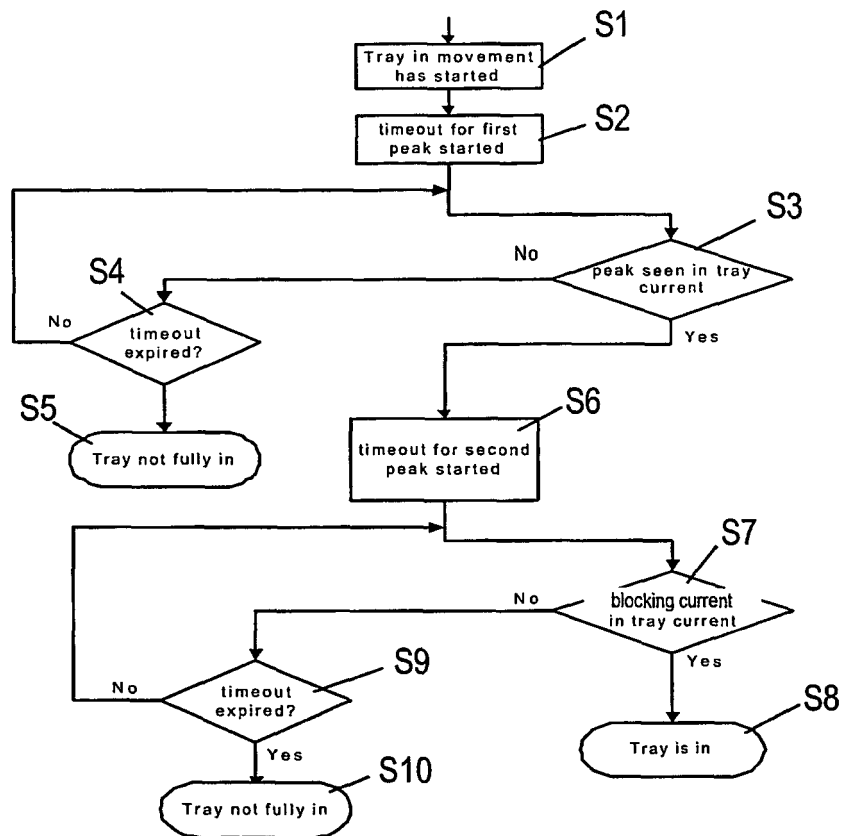 S1
Tray in movement
has started
S2
timeout for first
peak started
S3
No
peak seen in tray
current
S4
No
timeout
expired?
Yes
S5
Tray not fully in
S6
timeout for second
peak started
S7
No
blocking current
in tray current
Yes
S9
No
timeout
expired?
S8
Tray is in
Yes
S10
Tray not fully in